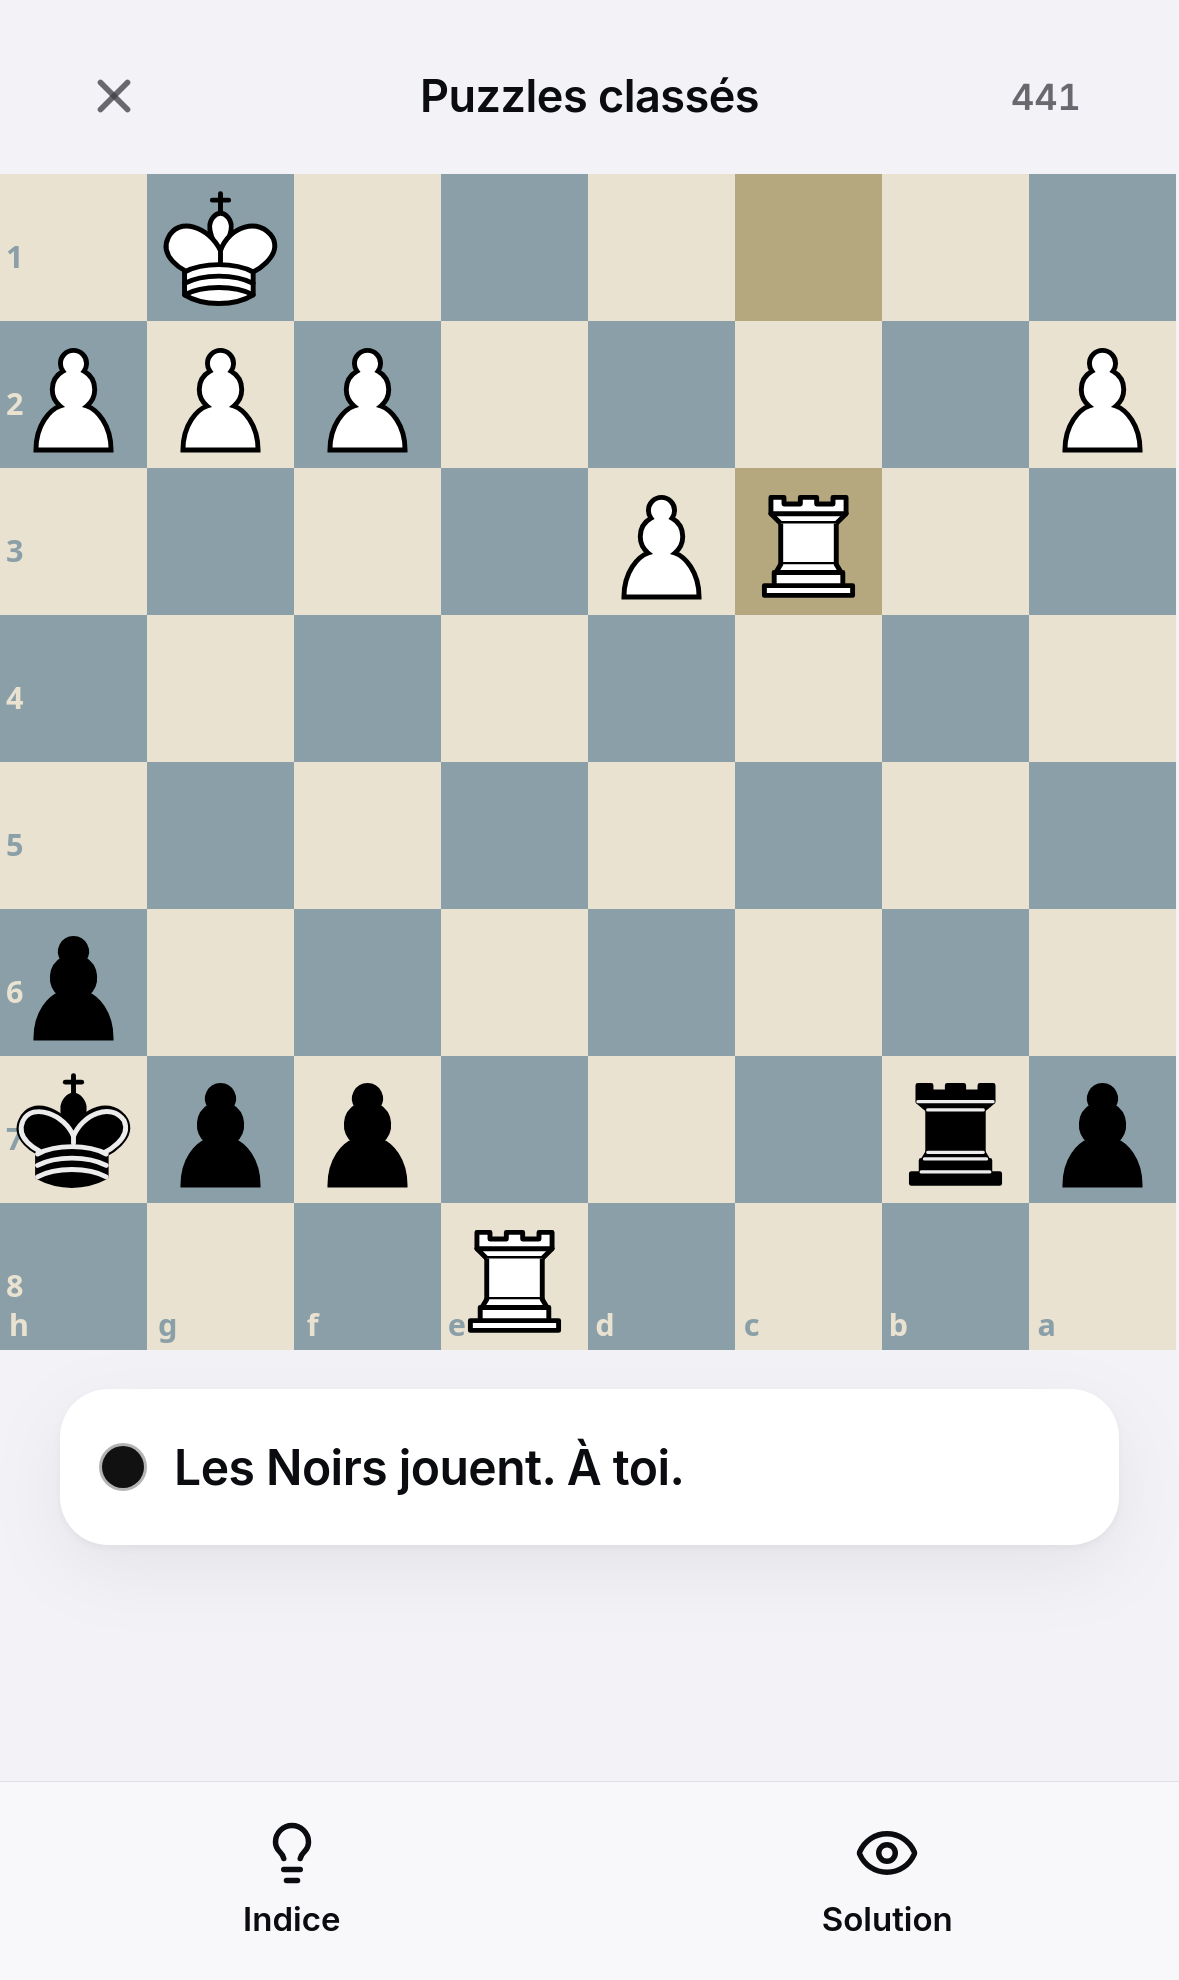 Puzzles classés
441
1
2
3
4
5
6
7
8
h g f e d c b a
Les Noirs jouent. À toi.
Indice
Solution